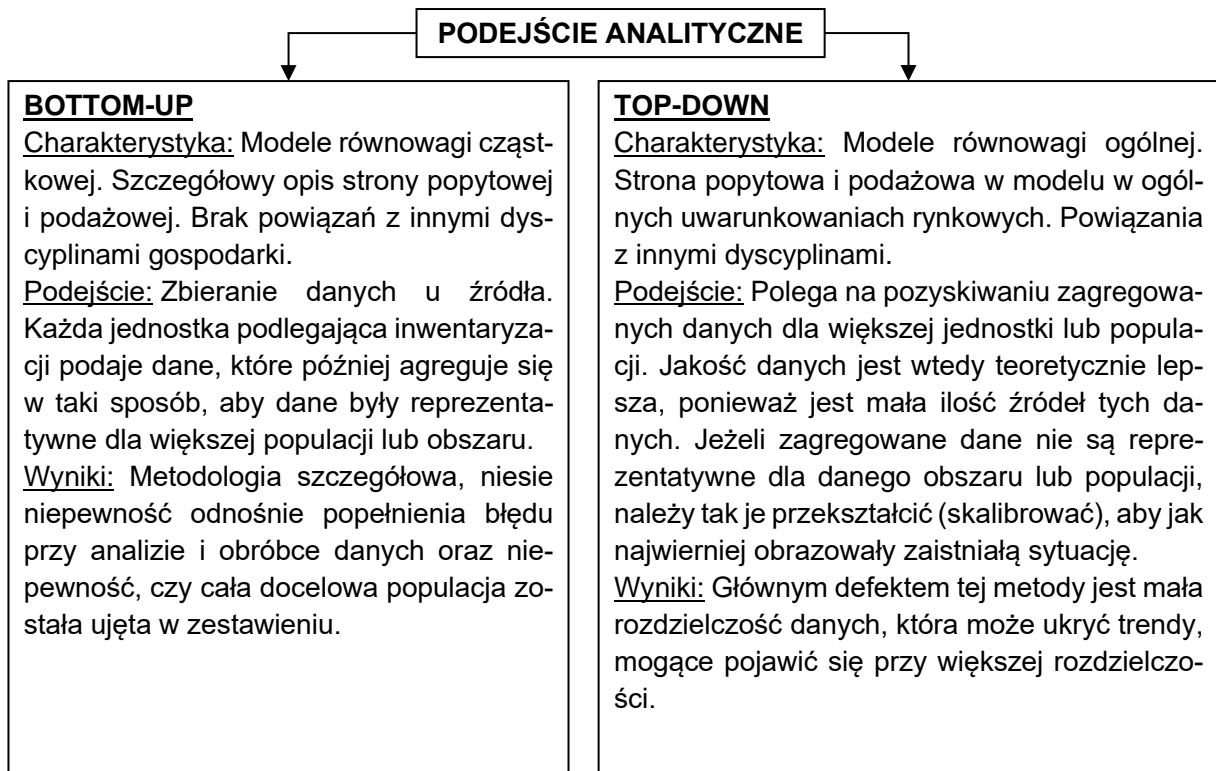 PODEJŚCIE ANALITYCZNE
BOTTOM-UP
Charakterystyka: Modele równowagi cząst-
kowej. Szczegółowy opis strony popytowej
i podażowej. Brak powiązań z innymi dys-
cyplinami gospodarki.
Podejście: Zbieranie danych u źródła.
Każda jednostka podlegająca inwentaryza-
cji podaje dane, które później agreguje się
w taki sposób, aby dane były reprezenta-
tywne dla większej populacji lub obszaru.
Wyniki: Metodologia szczegółowa, niesie
niepewność odnośnie popełnienia błędu
przy analizie i obróbce danych oraz nie-
pewność, czy cała docelowa populacja zo-
stała ujęta w zestawieniu.
TOP-DOWN
Charakterystyka: Modele równowagi ogólnej.
Strona popytowa i podażowa w modelu w ogól-
nych uwarunkowaniach rynkowych. Powiązania
z innymi dyscyplinami.
Podejście: Polega na pozyskiwaniu zagregowa-
nych danych dla większej jednostki lub popula-
cji. Jakość danych jest wtedy teoretycznie lep-
sza, ponieważ jest mała ilość źródeł tych da-
nych. Jeżeli zagregowane dane nie są repre-
zentatywne dla danego obszaru lub populacji,
należy tak je przekształcić (skalibrować), aby jak
najwierniej obrazowały zaistniałą sytuację.
Wyniki: Głównym defektem tej metody jest mała
rozdzielczość danych, która może ukryć trendy,
mogące pojawić się przy większej rozdzielczo-
ści.